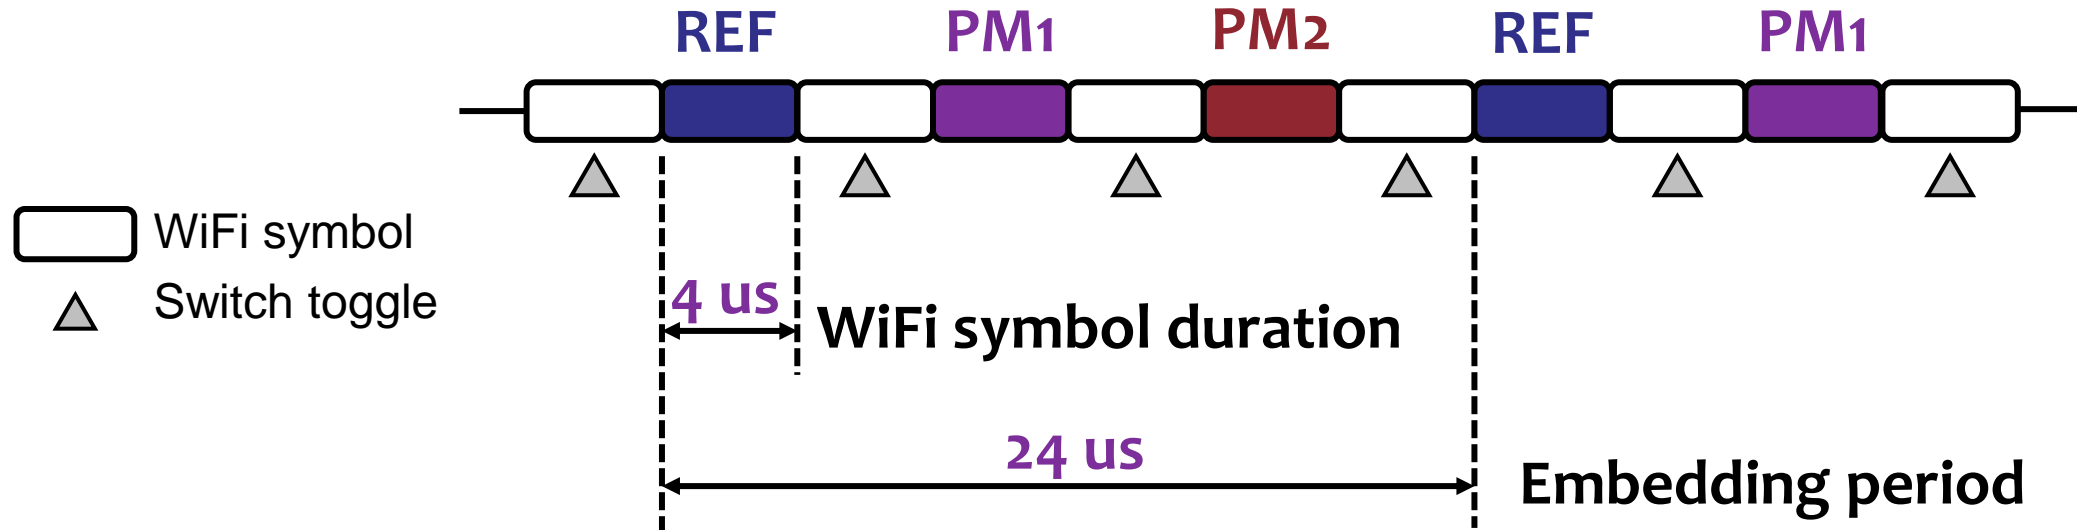 REF PM1 PM2 REF PM1
WiFi symbol
Switch toggle
4 us
WiFi symbol duration
24 us
Embedding period